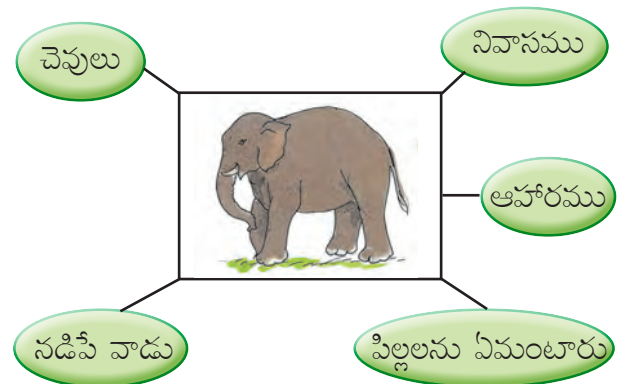 చెవులు
నివాసము
ఆహారము
నడిపే వాడు
పిల్లలను ఏమంటారు